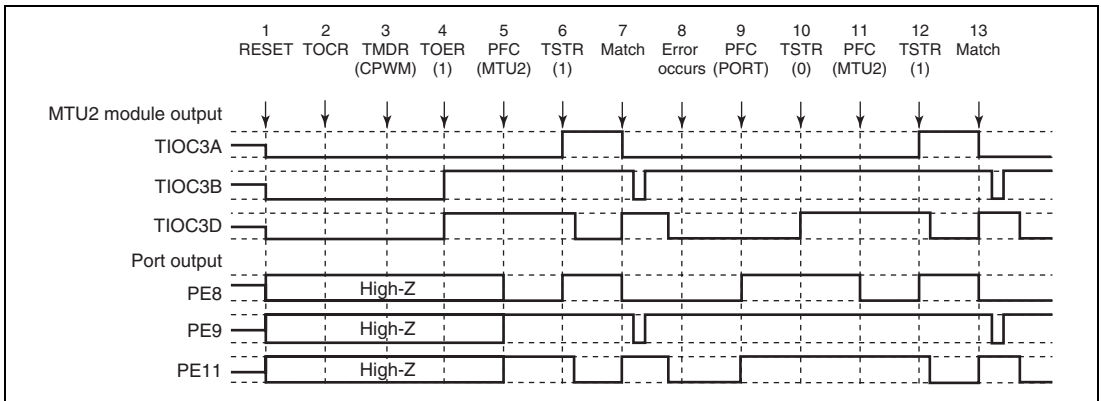 1 2 3 4 5 6 7 8 9 10 11 12 13
RESET TOCR TMDR TOER PFC TSTR Match Error PFC TSTR PFC TSTR Match
(CPWM) (1) (MTU2) (1) occurs (PORT) (0) (MTU2) (1)
MTU2 module output
TIOC3A
TIOC3B
TIOC3D
Port output
PE8 High-Z
PE9 High-Z
PE11 High-Z